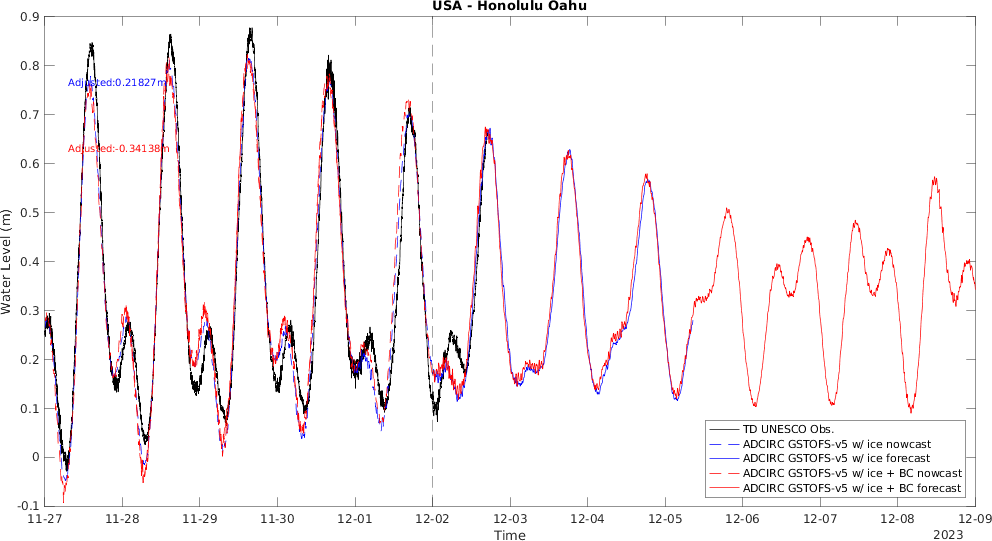 USA - Honolulu Oahu
0.9
0.8
0.7
0.6
0.5
0.4
0.3
0.2
0.1
0
-0.1
Water Level (m)
Adjusted:0.21827m
Adjusted:-0.34138m
TD UNESCO Obs.
ADCIRC GSTOFS-v5 w/ ice nowcast
ADCIRC GSTOFS-v5 w/ ice forecast
ADCIRC GSTOFS-v5 w/ ice + BC nowcast
ADCIRC GSTOFS-v5 w/ ice + BC forecast
11-27 11-28 11-29 11-30 12-01 12-02 12-03 12-04 12-05 12-06 12-07 12-08 12-09
Time
2023